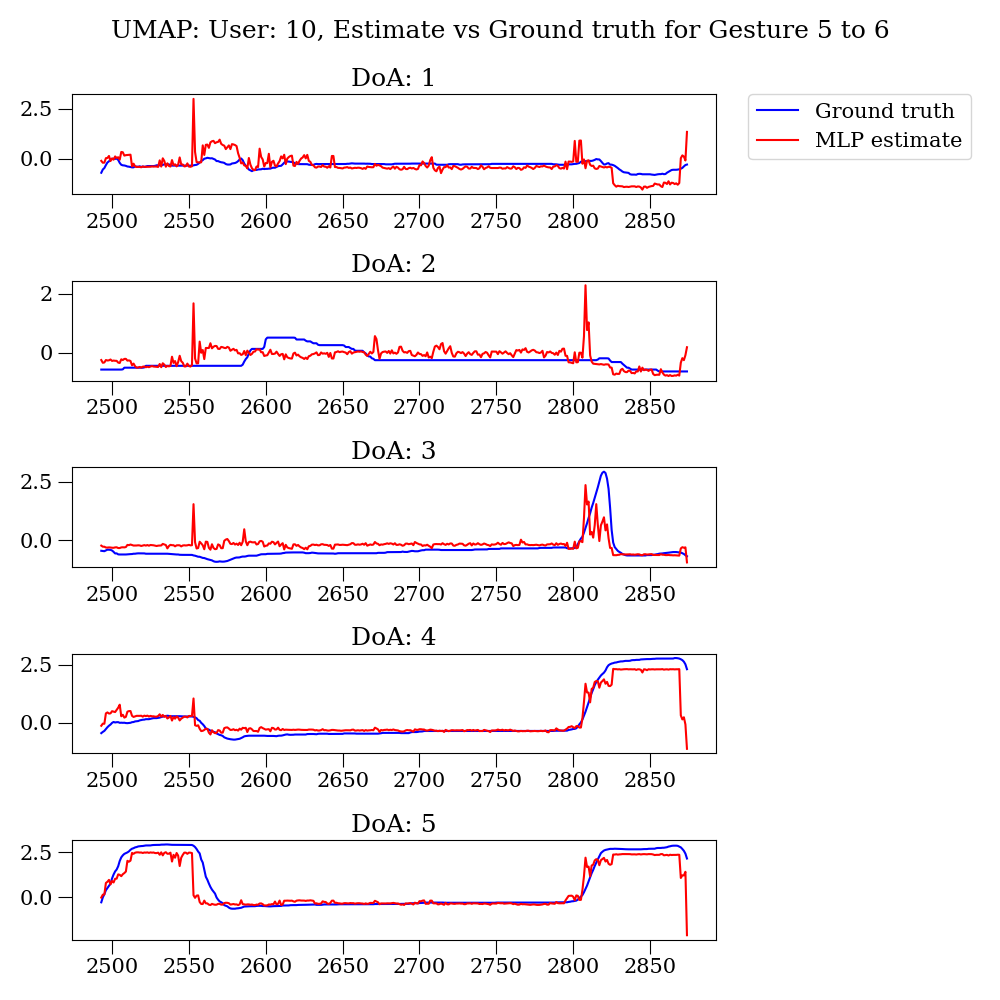 UMAP: User: 10, Estimate vs Ground truth for Gesture 5 to 6
DoA: 1
Ground truth
MLP estimate
2.5
0.0
2500 2550 2600 2650 2700 2750 2800 2850
DoA: 2
2
0
2500 2550 2600 2650 2700 2750 2800 2850
DoA: 3
2.5
0.0
2500 2550 2600 2650 2700 2750 2800 2850
DoA: 4
2.5
0.0
2500 2550 2600 2650 2700 2750 2800 2850
DoA: 5
2.5
0.0
2500 2550 2600 2650 2700 2750 2800 2850